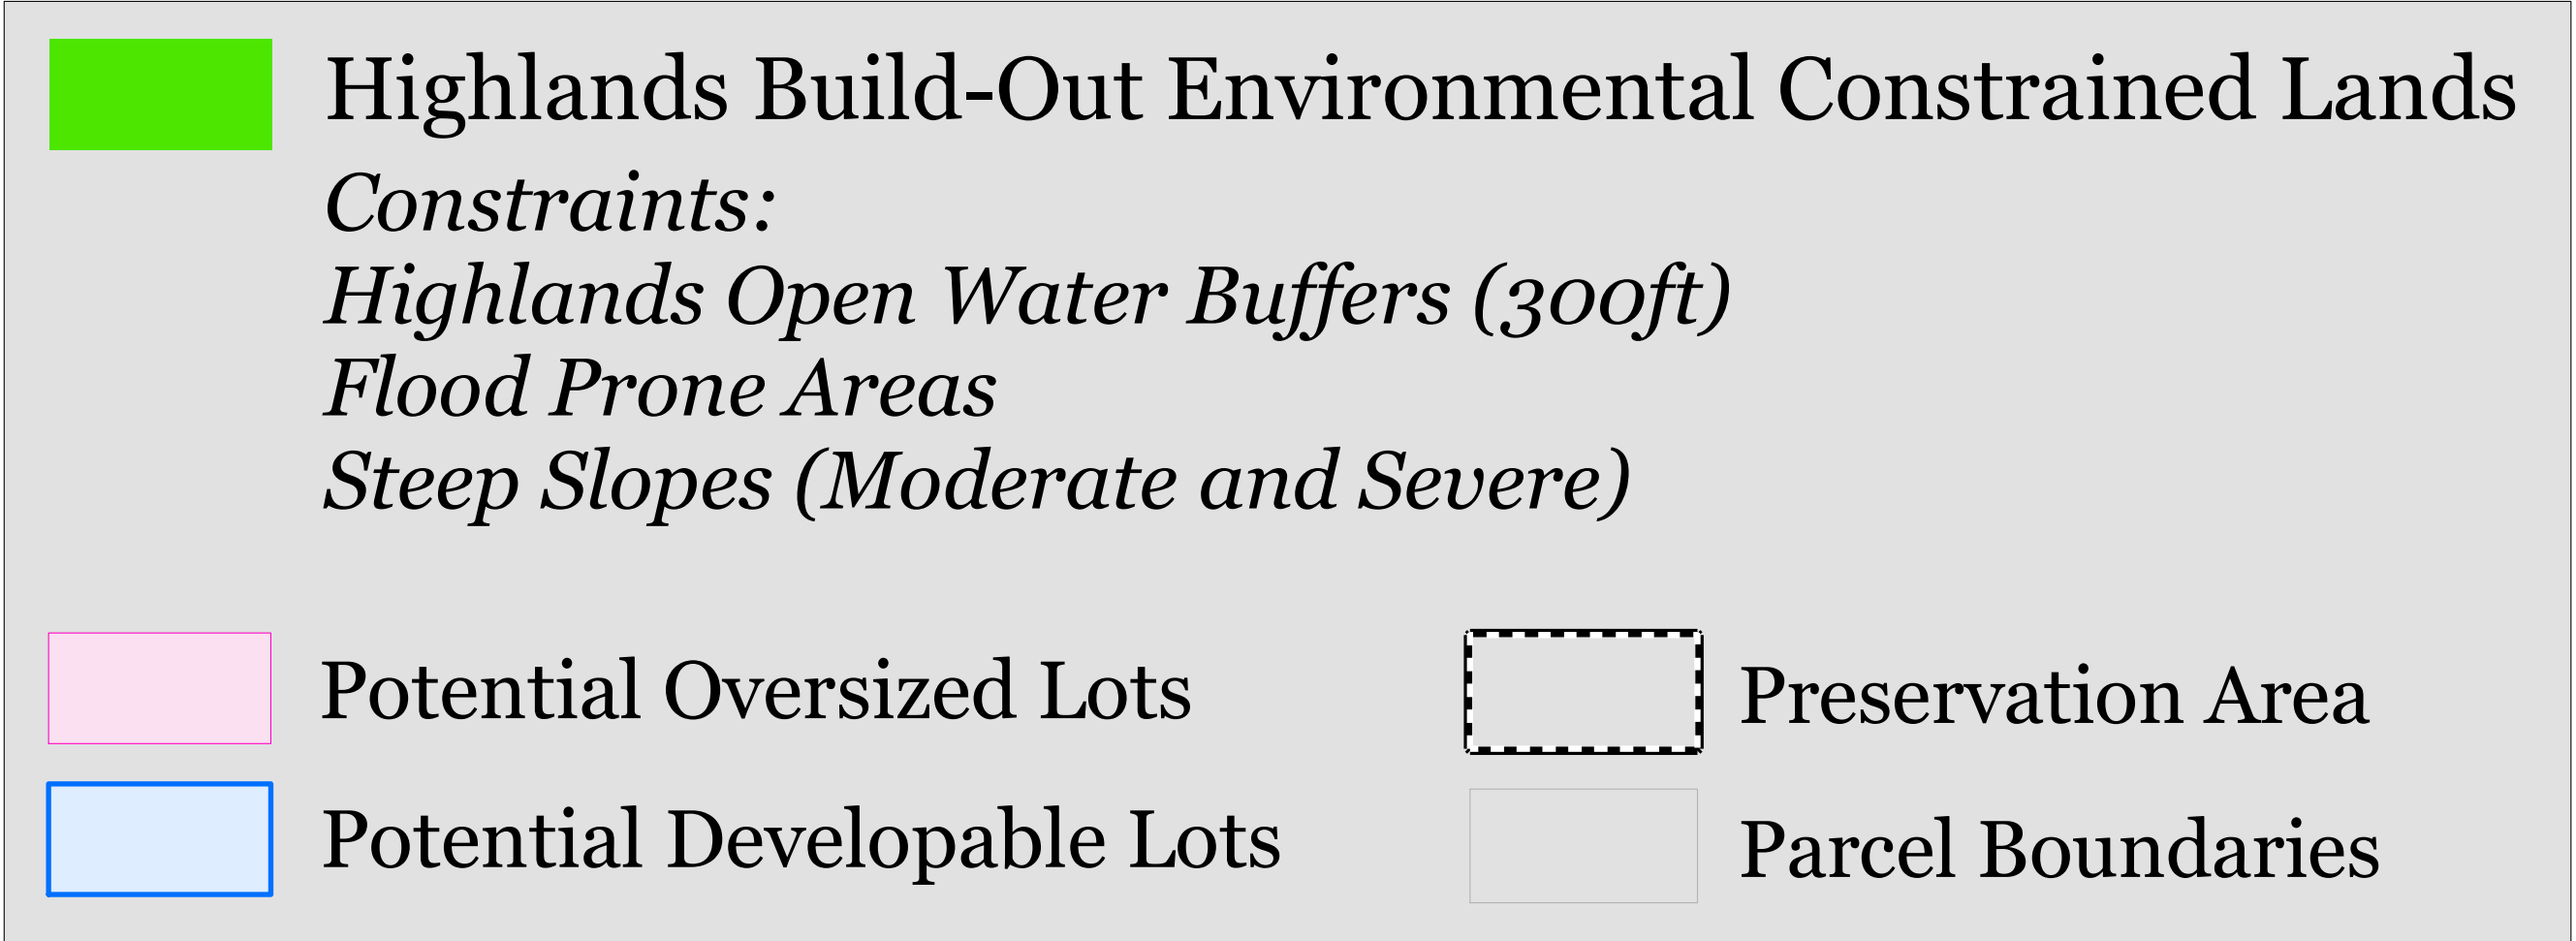 Highlands Build-Out Environmental Constrained Lands
Constraints:
Highlands Open Water Buffers (300ft)
Flood Prone Areas
Steep Slopes (Moderate and Severe)
Potential Oversized Lots
Preservation Area
Potential Developable Lots
Parcel Boundaries